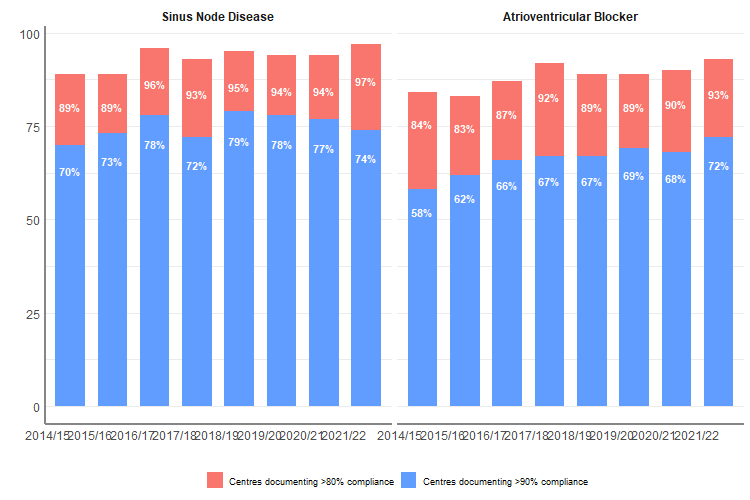 Sinus Node Disease Atrioventricular Blocker
100
75
50
25
0
89% 89% 96% 93% 95% 94% 94% 97%
70% 73% 78% 72% 79% 78% 77% 74%
84% 83% 87% 92% 89% 89% 90% 93%
58% 62% 66% 67% 67% 69% 68% 72%
2014/15 2015/16 2016/17 2017/18 2018/19 2019/20 2020/21 2021/22 2014/15 2015/16 2016/17 2017/18 2018/19 2019/20 2020/21 2021/22
Centres documenting >80% compliance Centres documenting >90% compliance